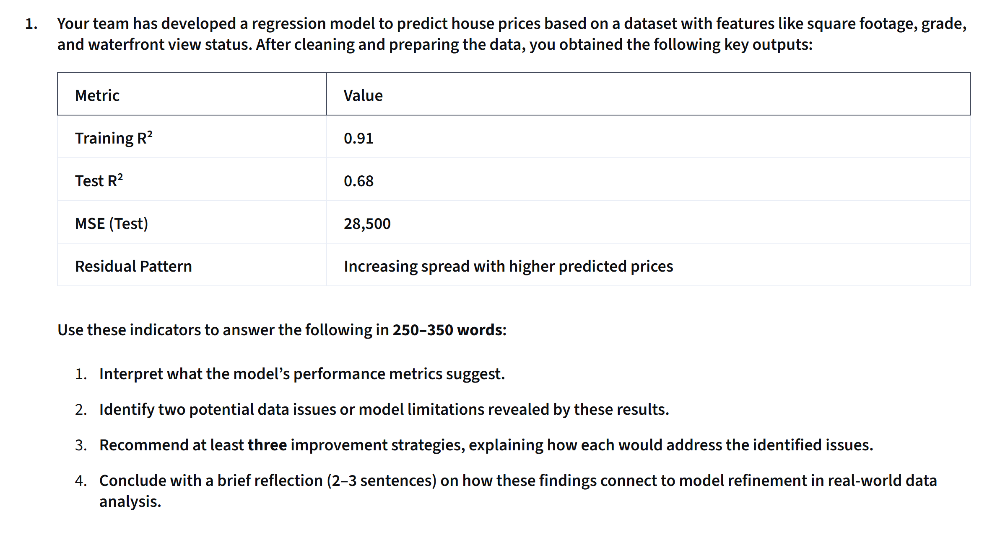 1. Your team has developed a regression model to predict house prices based on a dataset with features like square footage, grade,
and waterfront view status. After cleaning and preparing the data, you obtained the following key outputs:
Metric Value
Training R² 0.91
Test R² 0.68
MSE (Test) 28,500
Residual Pattern Increasing spread with higher predicted prices
Use these indicators to answer the following in 250–350 words:
1. Interpret what the model’s performance metrics suggest.
2. Identify two potential data issues or model limitations revealed by these results.
3. Recommend at least three improvement strategies, explaining how each would address the identified issues.
4. Conclude with a brief reflection (2–3 sentences) on how these findings connect to model refinement in real-world data
analysis.